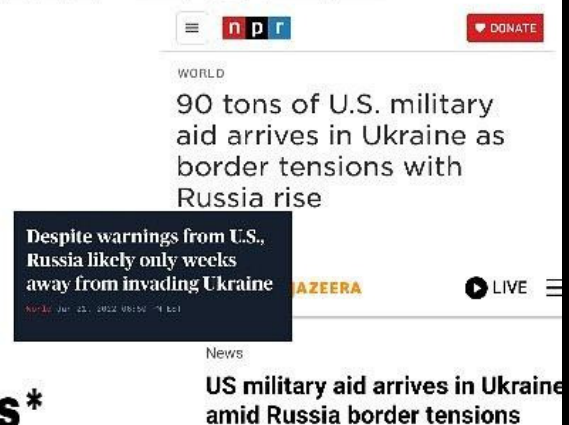 npr
DONATE
WORLD
90 tons of U.S. military
aid arrives in Ukraine as
border tensions with
Russia rise
Despite warnings from U.S.,
Russia likely only weeks
away from invading Ukraine
World
AZEERA
LIVE
News
US military aid arrives in Ukraine
amid Russia border tensions
s*